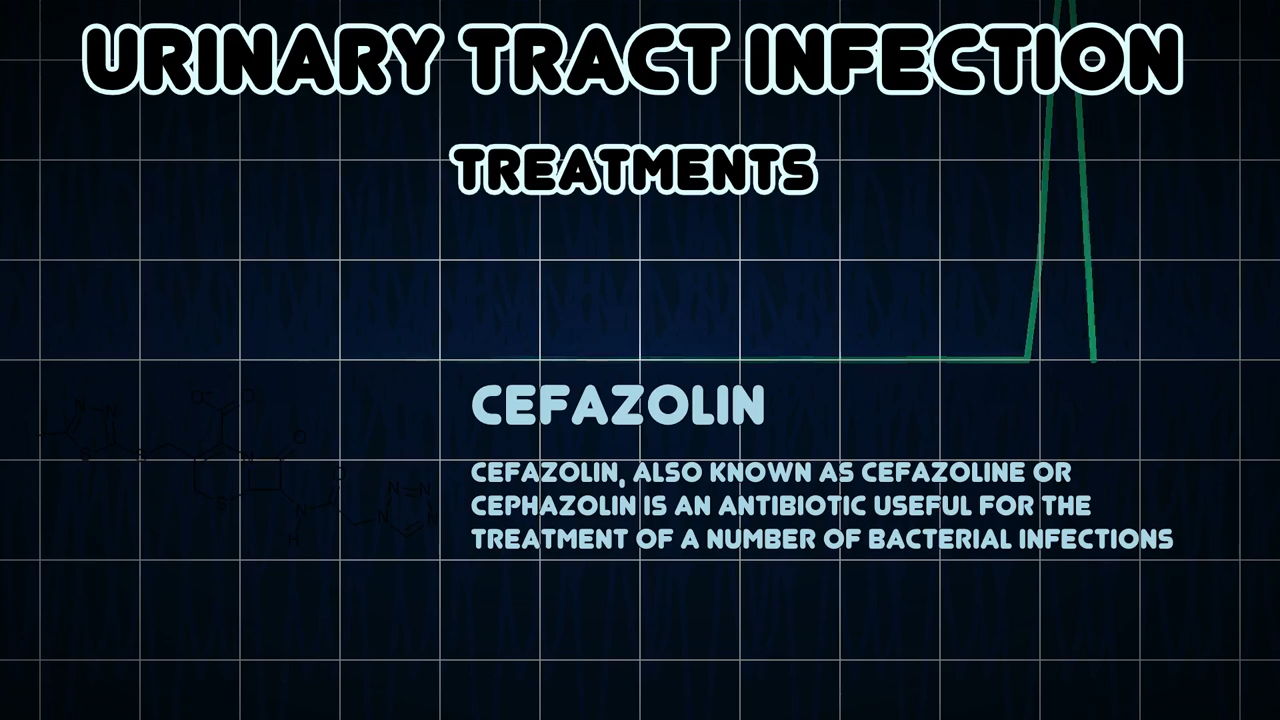 URINARY TRACT INFECTION
TREATMENTS
CEFAZOLIN
CEFAZOLIN, ALSO KNOWN AS CEFAZOLINE OR
CEPHAZOLIN IS AN ANTIBIOTIC USEFUL FOR THE
TREATMENT OF A NUMBER OF BACTERIAL INFECTIONS